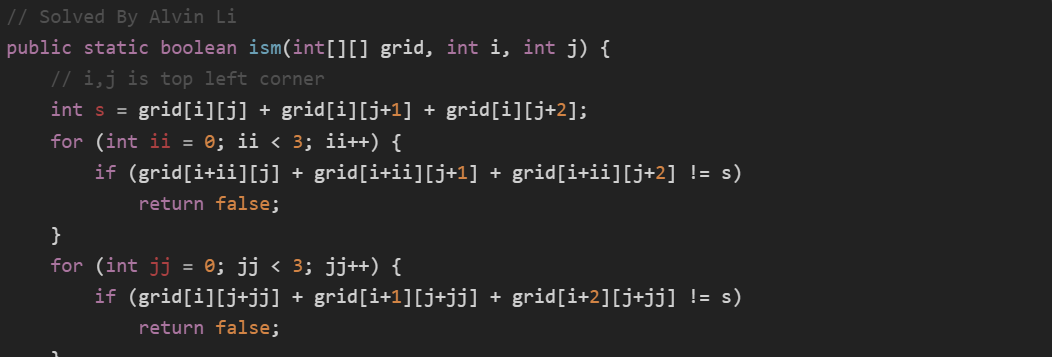 // Solved By Alvin Li
public static boolean ism(int[][] grid, int i, int j) {
    // i,j is top left corner
    int s = grid[i][j] + grid[i][j+1] + grid[i][j+2];
    for (int ii = 0; ii < 3; ii++) {
        if (grid[i+ii][j] + grid[i+ii][j+1] + grid[i+ii][j+2] != s)
            return false;
    }
    for (int jj = 0; jj < 3; jj++) {
        if (grid[i][j+jj] + grid[i+1][j+jj] + grid[i+2][j+jj] != s)
            return false;